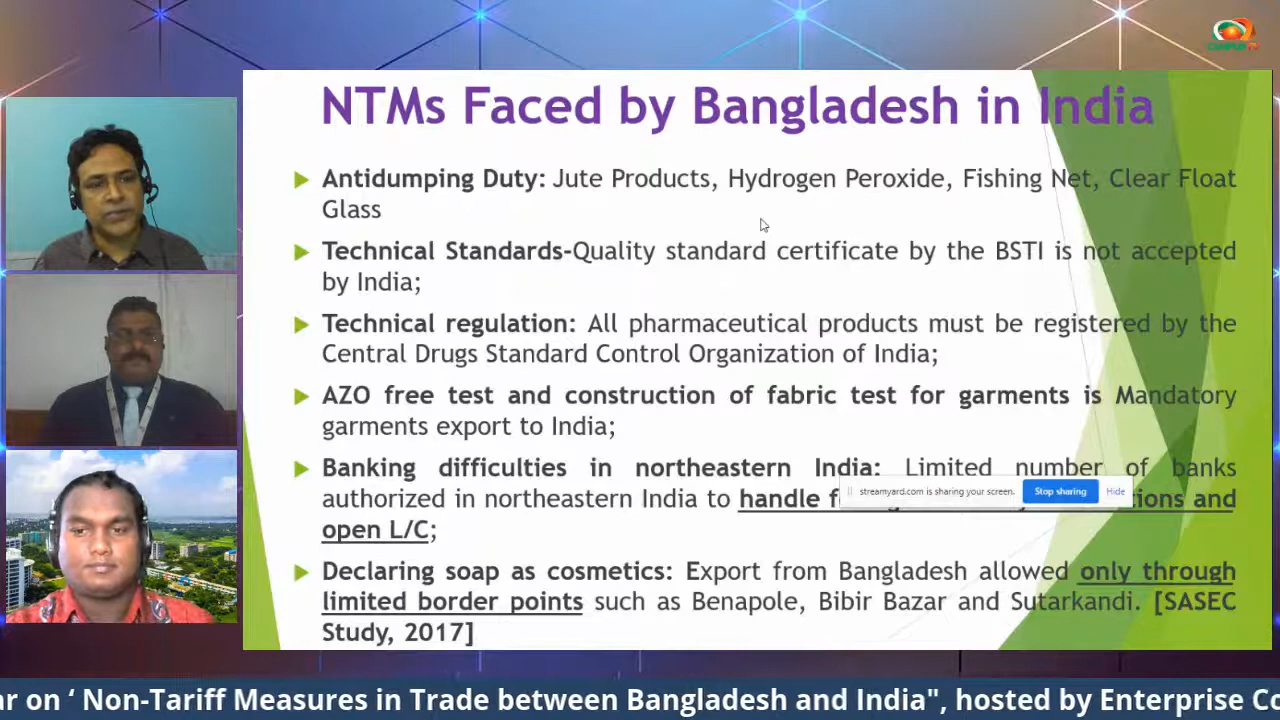 NTMs Faced by Bangladesh in India
Antidumping Duty: Jute Products, Hydrogen Peroxide, Fishing Net, Clear Float
Glass
Technical Standards-Quality standard certificate by the BSTI is not accepted
by India;
Technical regulation: All pharmaceutical products must be registered by the
Central Drugs Standard Control Organization of India;
AZO free test and construction of fabric test for garments is Mandatory
garments export to India;
Banking difficulties in northeastern India: Limited number of banks
authorized in northeastern India to handle
and
open L/C;
streamyard.com is sharing your screen. Stop sharing Hide
Declaring soap as cosmetics: Export from Bangladesh allowed only through
limited border points such as Benapole, Bibir Bazar and Sutarkandi. [SASEC
Study, 2017]
on ‘ Non-Tariff Measures in Trade between Bangladesh and India", hosted by Enterprise